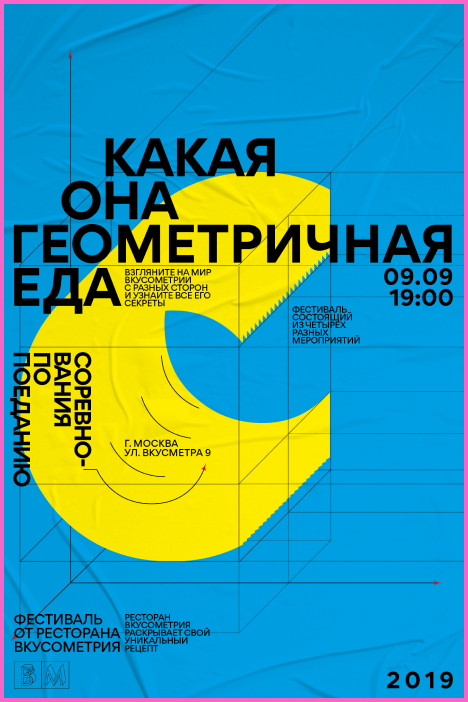 КАКАЯ
ОНА
ГЕОМЕТРИЧНАЯ
ЕДА
ВЗГЛЯНИТЕ НА МИР
ВКУСОМЕТРИИ
С РАЗНЫХ СТОРОН
И УЗНАЙТЕ ВСЕ ЕГО
СЕКРЕТЫ
09.09
19:00
ФЕСТИВАЛЬ,
СОСТОЯЩИЙ
ИЗ ЧЕТЫРЁХ
РАЗНЫХ
МЕРОПРИЯТИЙ
СОРЕВНО-
ВАНИЯ
ПО
ПОЕДАНИЮ
Г. МОСКВА
УЛ. ВКУСМЕТРА 9
ФЕСТИВАЛЬ
ОТ РЕСТОРАНА
ВКУСОМЕТРИЯ
РЕСТОРАН
ВКУСОМЕТРИЯ
РАСКРЫВАЕТ СВОЙ
УНИКАЛЬНЫЙ
РЕЦЕПТ
ВМ
2019